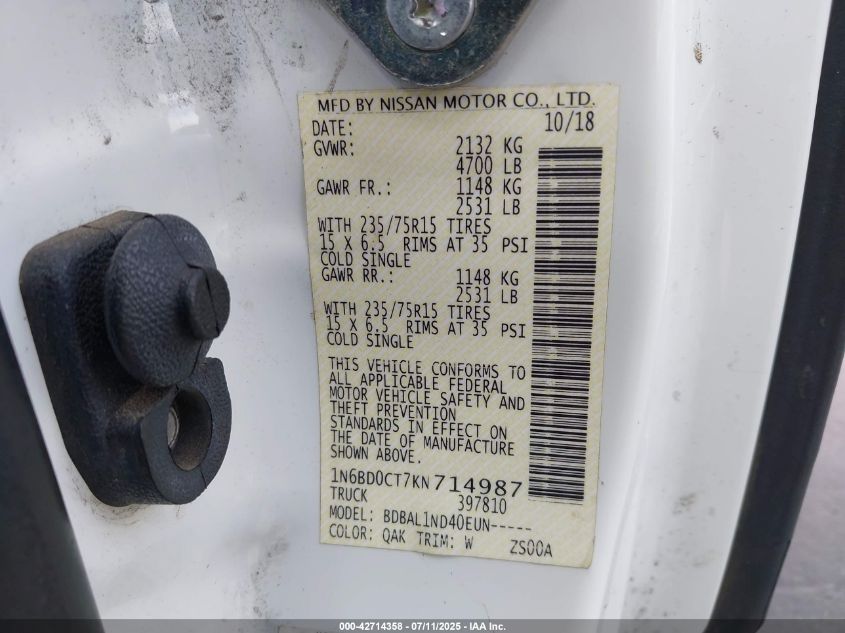 MFD BY NISSAN MOTOR CO., LTD.
DATE: 10/18
GVWR: 2132 KG
4700 LB
GAWR FR.: 1148 KG
2531 LB
WITH 235/75R15 TIRES
15 X 6.5 RIMS AT 35 PSI
COLD SINGLE
GAWR RR.: 1148 KG
2531 LB
WITH 235/75R15 TIRES
15 X 6.5 RIMS AT 35 PSI
COLD SINGLE
THIS VEHICLE CONFORMS TO
ALL APPLICABLE FEDERAL
MOTOR VEHICLE SAFETY AND
THEFT PREVENTION
STANDARDS IN EFFECT ON
THE DATE OF MANUFACTURE
SHOWN ABOVE.
1N6BD0CT7KN714987
TRUCK 397810
MODEL: BDBAL1ND40EUN-----
COLOR: QAK TRIM: W ZS00A
000-42714358 - 07/11/2025 - IAA Inc.